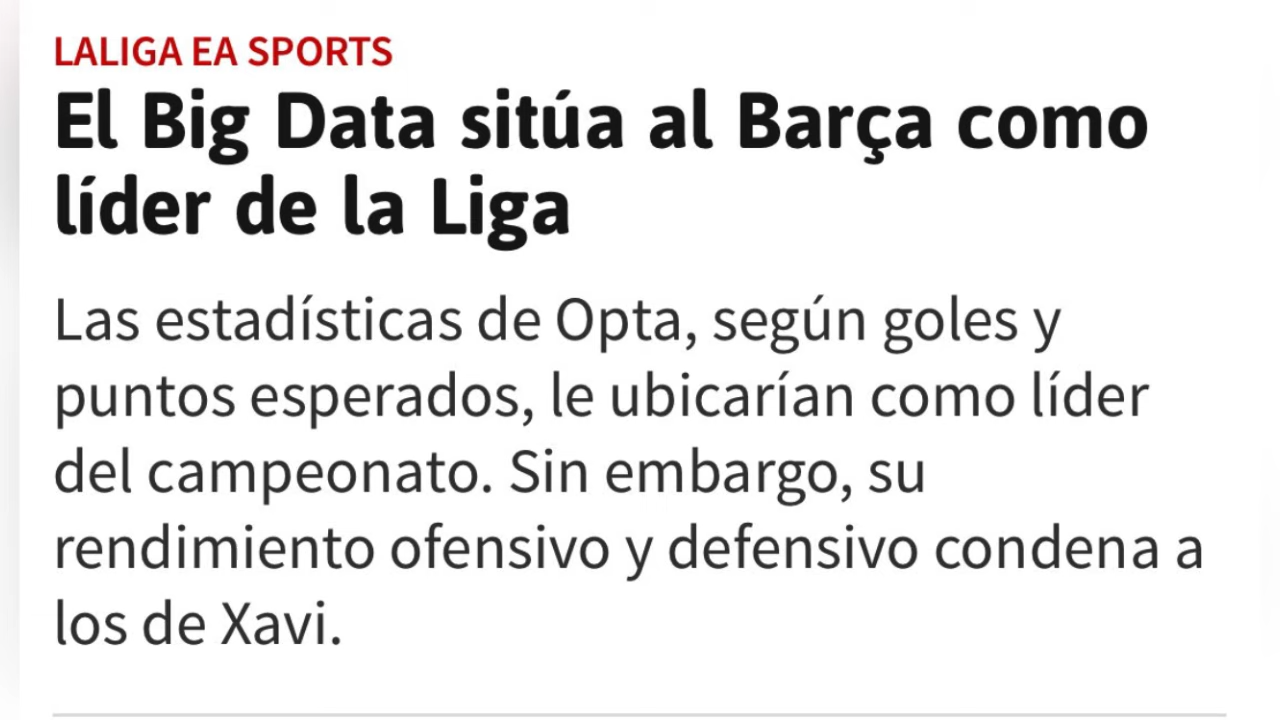 LALIGA EA SPORTS
El Big Data sitúa al Barça como
líder de la Liga
Las estadísticas de Opta, según goles y
puntos esperados, le ubicarían como líder
del campeonato. Sin embargo, su
rendimiento ofensivo y defensivo condena a
los de Xavi.